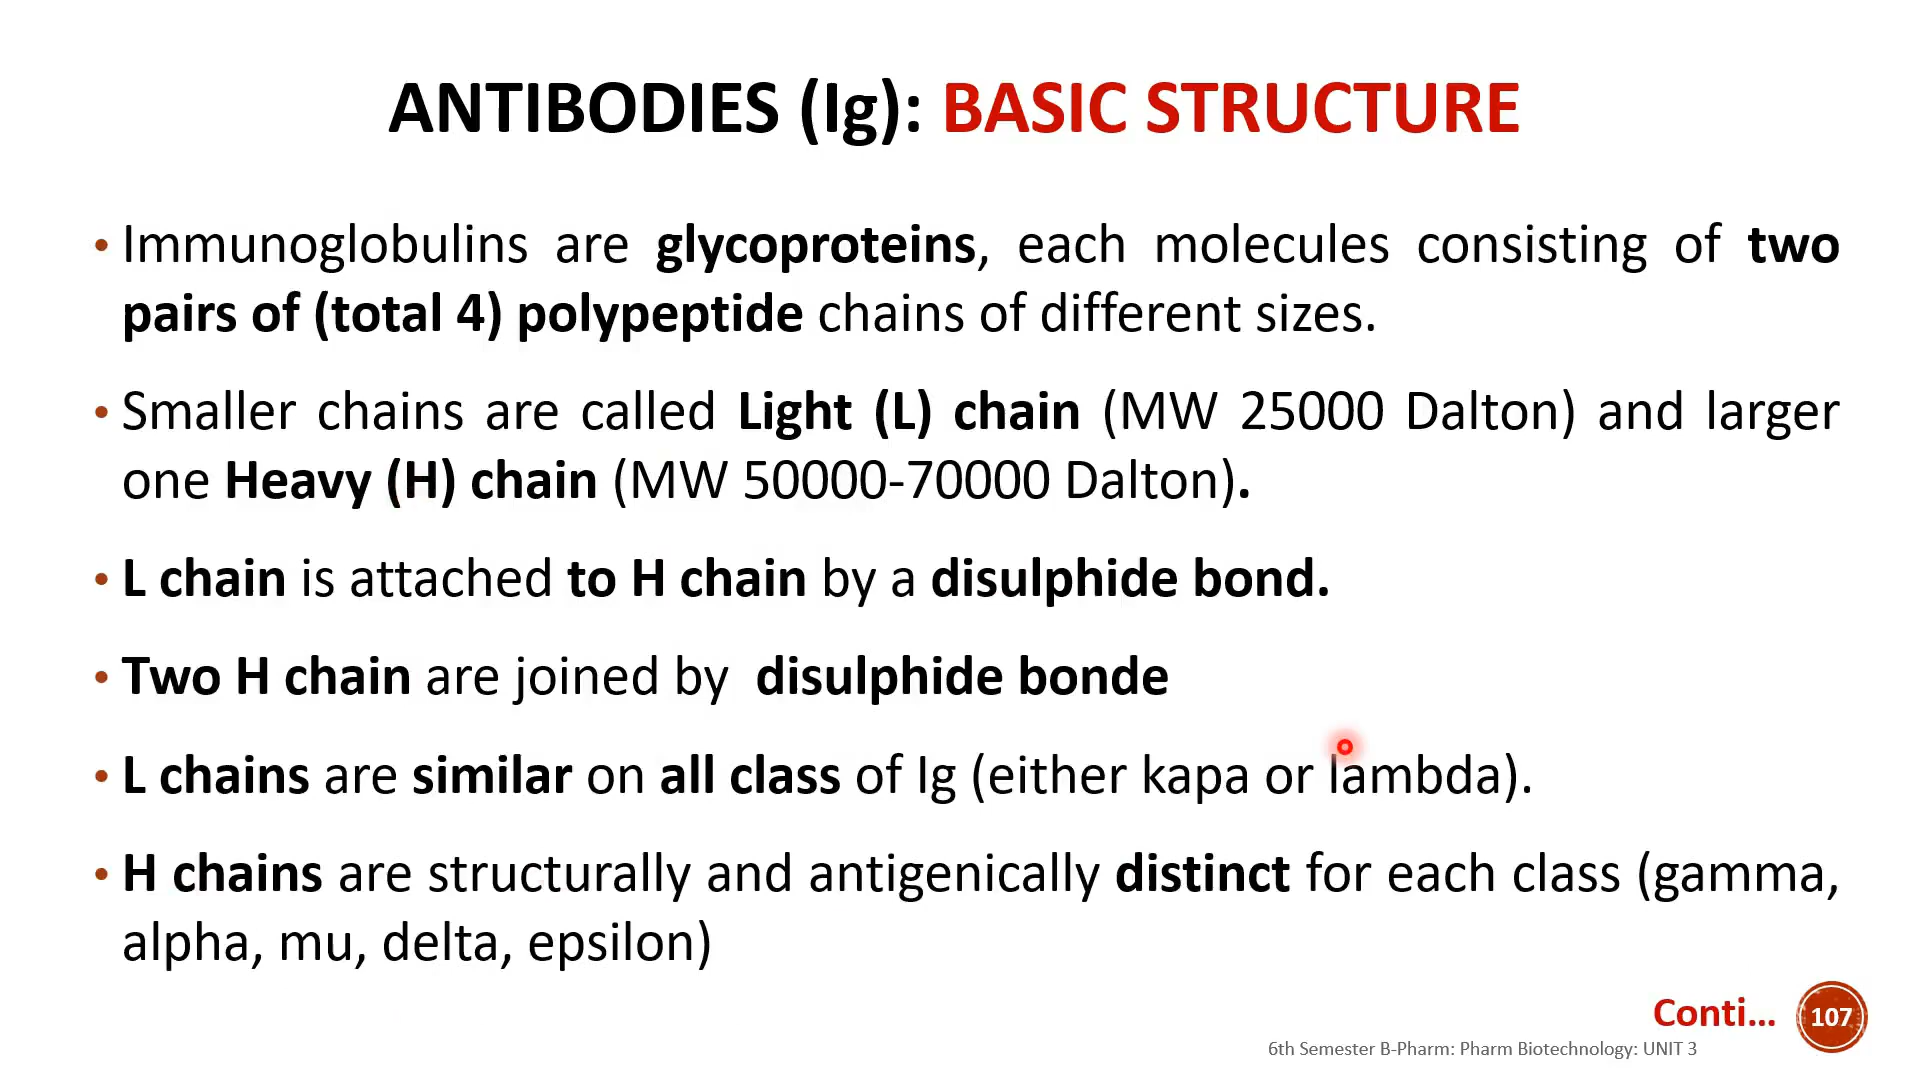 ANTIBODIES (Ig): BASIC STRUCTURE
• Immunoglobulins are glycoproteins, each molecules consisting of two
pairs of (total 4) polypeptide chains of different sizes.
• Smaller chains are called Light (L) chain (MW 25000 Dalton) and larger
one Heavy (H) chain (MW 50000-70000 Dalton).
• L chain is attached to H chain by a disulphide bond.
• Two H chain are joined by disulphide bonde
• L chains are similar on all class of Ig (either kapa or lambda).
• H chains are structurally and antigenically distinct for each class (gamma,
alpha, mu, delta, epsilon)
Conti... 107
6th Semester B-Pharm: Pharm Biotechnology: UNIT 3